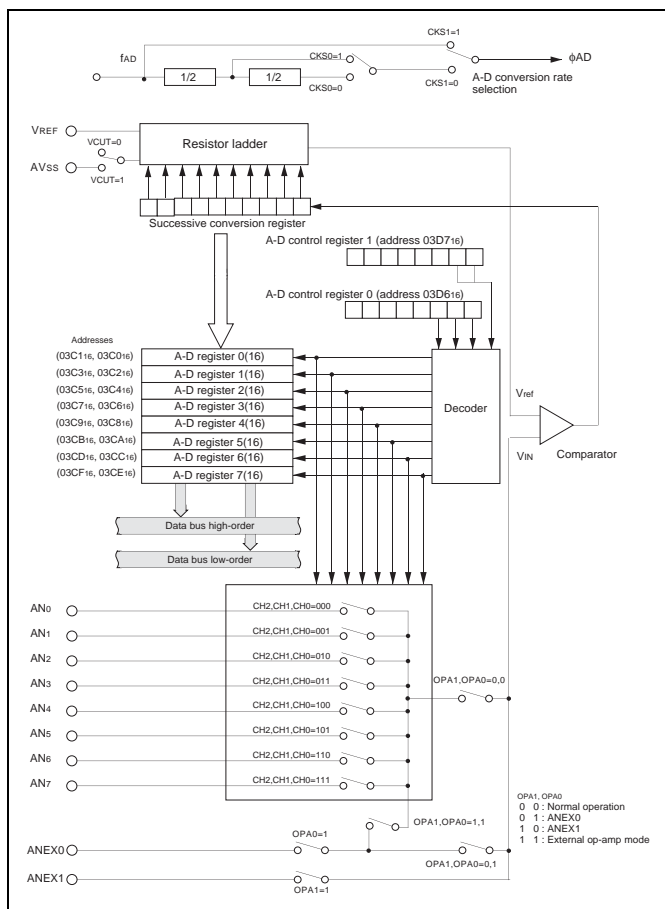 CKS1=1
fAD
CKS0=1
φAD
1/2
1/2
A-D conversion rate
selection
CKS0=0
CKS1=0
VREF
VCUT=0
Resistor ladder
AVSS
VCUT=1
Successive conversion register
A-D control register 1 (address 03D716)
A-D control register 0 (address 03D616)
Addresses
(03C116, 03C016) A-D register 0(16)
(03C316, 03C216) A-D register 1(16)
(03C516, 03C416) A-D register 2(16)
(03C716, 03C616) A-D register 3(16)
(03C916, 03C816) A-D register 4(16)
(03CB16, 03CA16) A-D register 5(16)
(03CD16, 03CC16) A-D register 6(16)
(03CF16, 03CE16) A-D register 7(16)
Decoder
Vref
VIN
Comparator
Data bus high-order
Data bus low-order
AN0 CH2,CH1,CH0=000
AN1 CH2,CH1,CH0=001
AN2 CH2,CH1,CH0=010
AN3 CH2,CH1,CH0=011
OPA1,OPA0=0,0
AN4 CH2,CH1,CH0=100
AN5 CH2,CH1,CH0=101
AN6 CH2,CH1,CH0=110
AN7 CH2,CH1,CH0=111
OPA1, OPA0
0 0 : Normal operation
0 1 : ANEX0
1 0 : ANEX1
1 1 : External op-amp mode
OPA1,OPA0=1,1
OPA0=1
ANEX0
OPA1,OPA0=0,1
ANEX1
OPA1=1